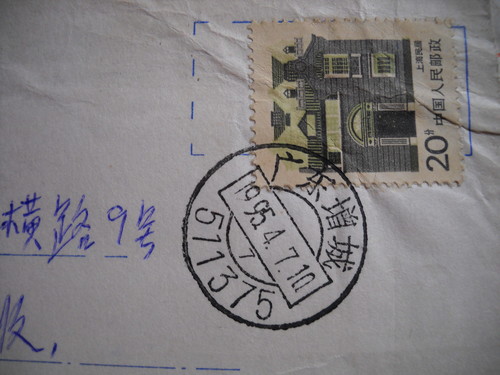 上海民居
中国人民邮政
20分
广东增城
1995.4.7.10
7
511375
横路9号
收,